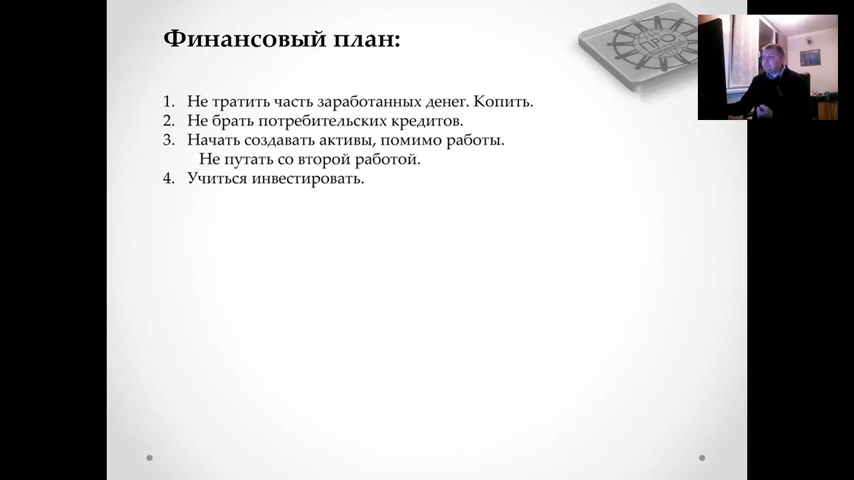 Финансовый план:
ПРО
1. Не тратить часть заработанных денег. Копить.
2. Не брать потребительских кредитов.
3. Начать создавать активы, помимо работы.
Не путать со второй работой.
4. Учиться инвестировать.